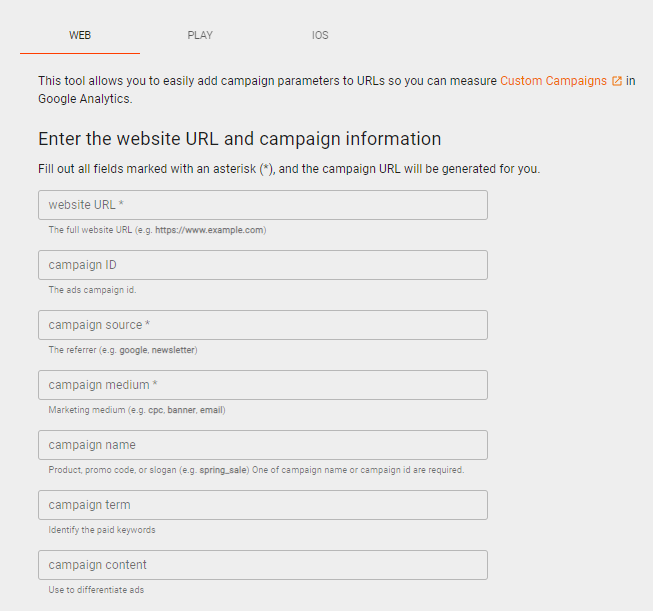 WEB PLAY IOS
This tool allows you to easily add campaign parameters to URLs so you can measure Custom Campaigns in
Google Analytics.
Enter the website URL and campaign information
Fill out all fields marked with an asterisk (*), and the campaign URL will be generated for you.
website URL *
The full website URL (e.g. https://www.example.com)
campaign ID
The ads campaign id.
campaign source *
The referrer (e.g. google, newsletter)
campaign medium *
Marketing medium (e.g. cpc, banner, email)
campaign name
Product, promo code, or slogan (e.g. spring_sale) One of campaign name or campaign id are required.
campaign term
Identify the paid keywords
campaign content
Use to differentiate ads